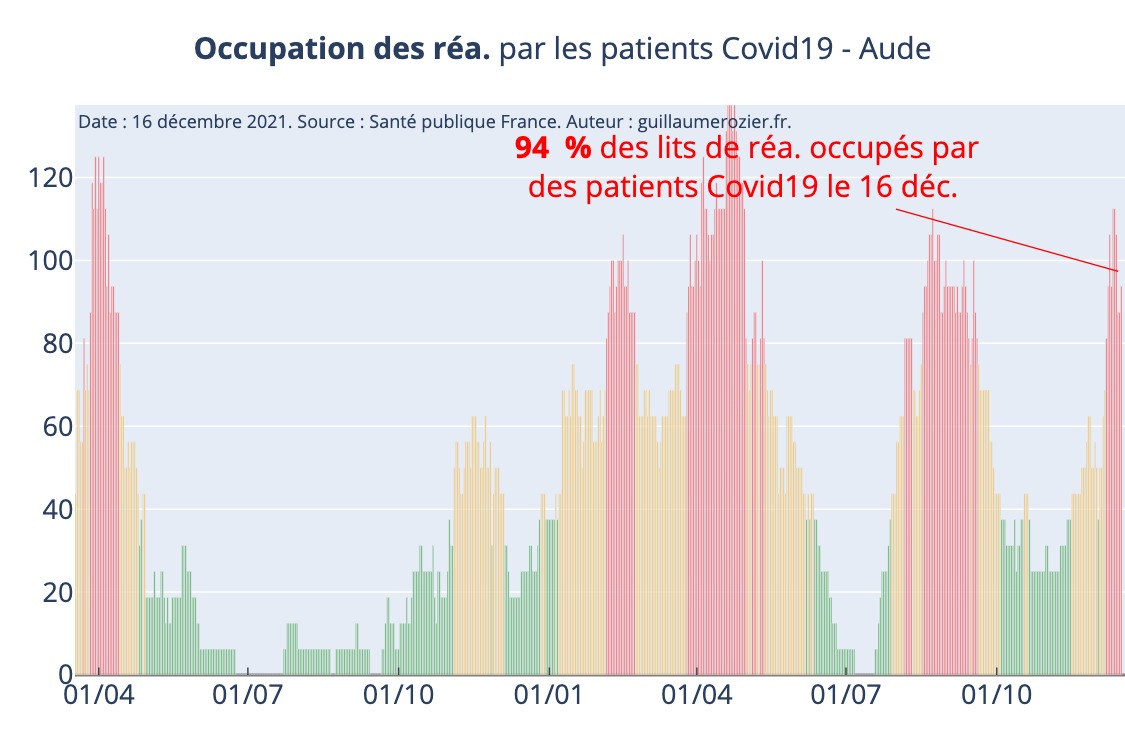 Occupation des réa. par les patients Covid19 - Aude
Date : 16 décembre 2021. Source : Santé publique France. Auteur : guillaumerozier.fr.
94 % des lits de réa. occupés par
des patients Covid19 le 16 déc.
120
100
80
60
40
20
0
01/04 01/07 01/10 01/01 01/04 01/07 01/10